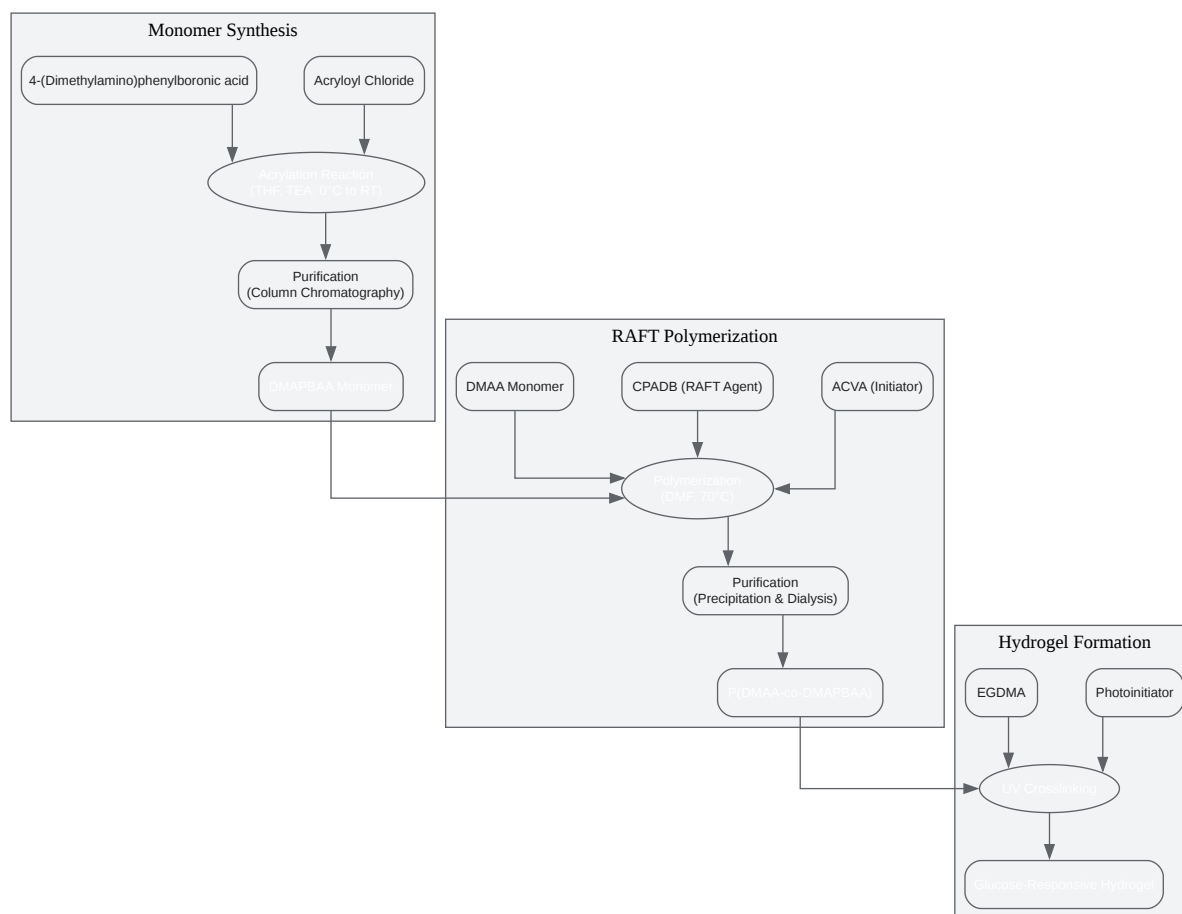 Monomer Synthesis
4-(Dimethylamino)phenylboronic acid
Acryloyl Chloride
Acrylation Reaction
(THF, TEA, 0°C to RT)
Purification
(Column Chromatography)
DMAPBAA Monomer
RAFT Polymerization
DMAA Monomer
CPADB (RAFT Agent)
ACVA (Initiator)
Polymerization
(DMF, 70°C)
Purification
(Precipitation & Dialysis)
P(DMAA-co-DMAPBAA)
Hydrogel Formation
EGDMA
Photoinitiator
UV Crosslinking
Glucose-Responsive Hydrogel